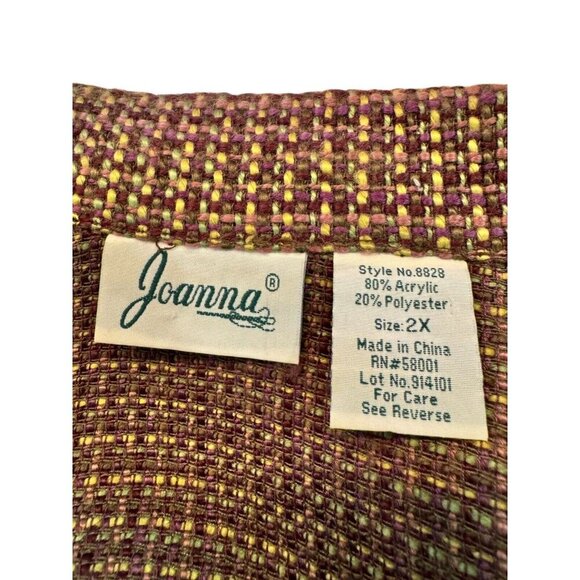 Joanna®
Style No.8828
80% Acrylic
20% Polyester
Size: 2X
Made in China
RN#58001
Lot No.914101
For Care
See Reverse